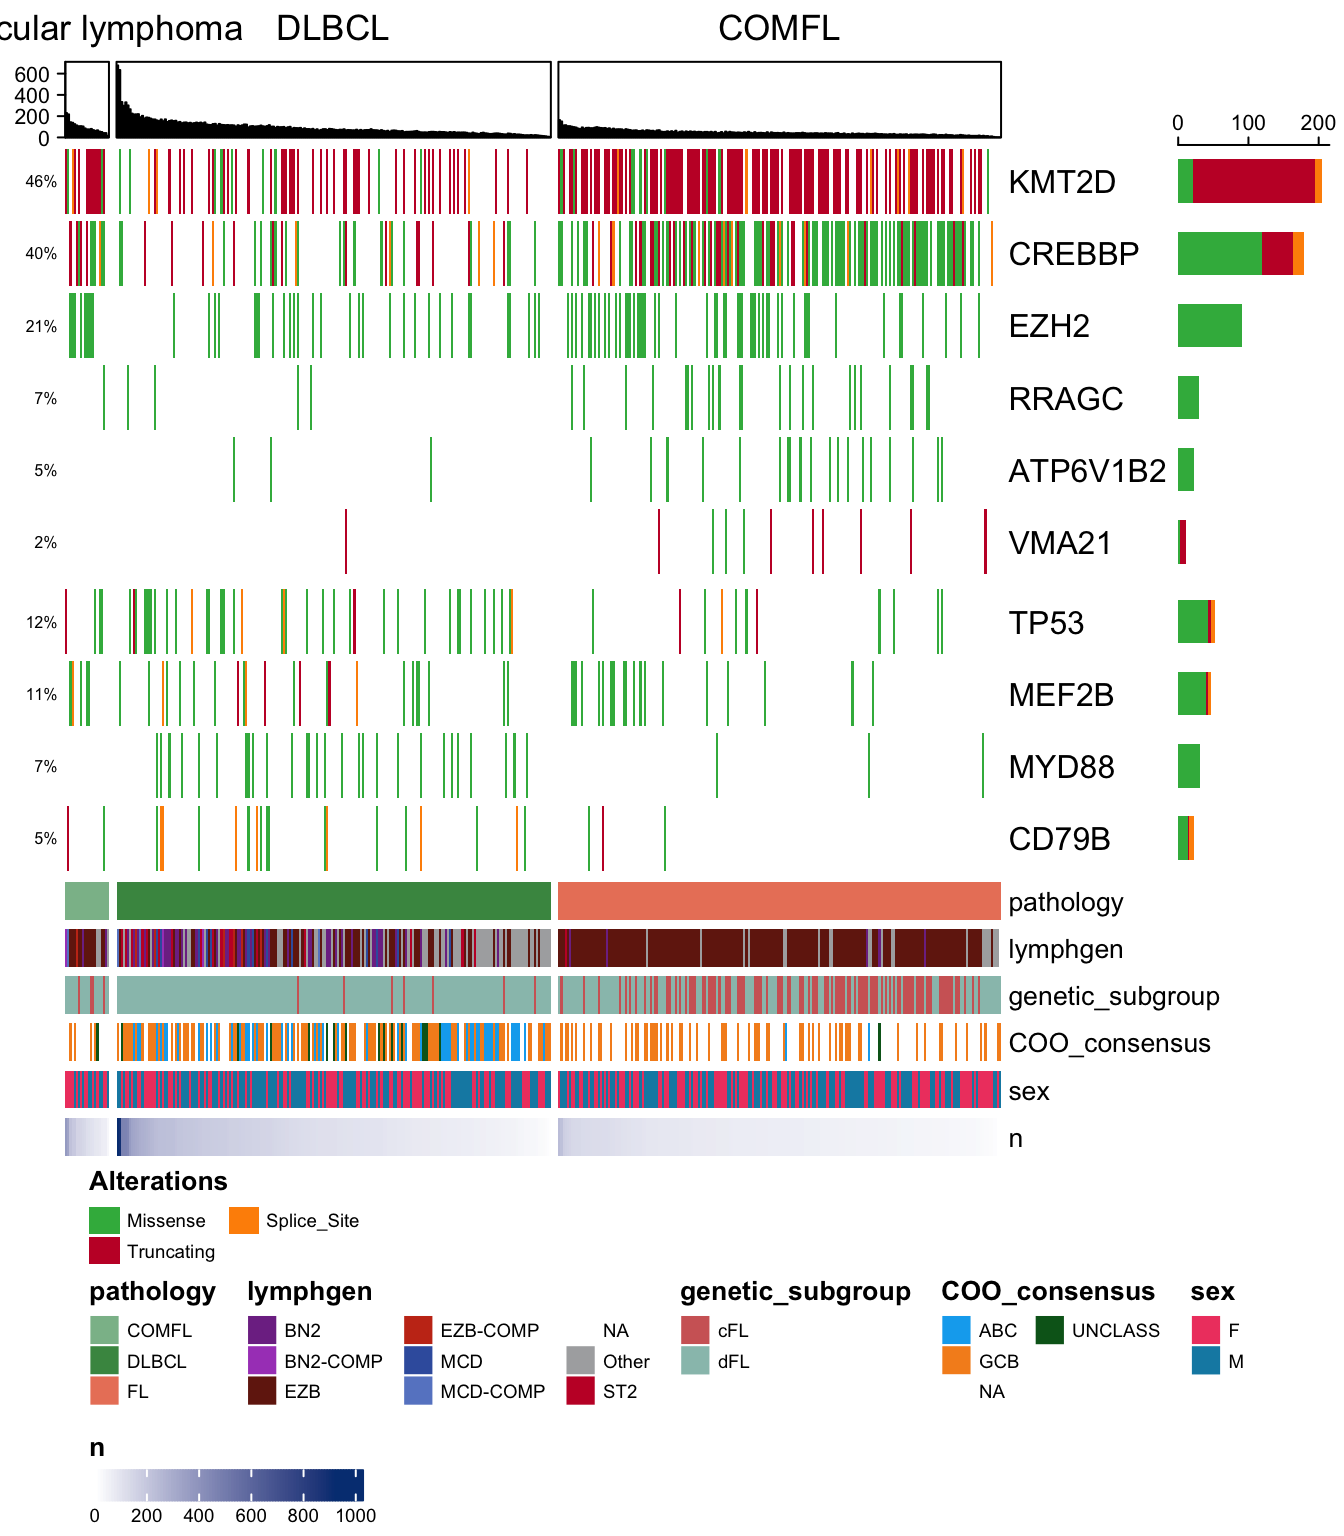 cular lymphoma DLBCL COMFL
600
400
200
0
0 100 200
46% KMT2D
40% CREBBP
21% EZH2
7% RRAGC
5% ATP6V1B2
2% VMA21
12% TP53
11% MEF2B
7% MYD88
5% CD79B
pathology
lymphgen
genetic_subgroup
COO_consensus
sex
n
Alterations
Missense Splice_Site
Truncating
pathology lymphgen genetic_subgroup COO_consensus sex
COMFL BN2 EZB-COMP NA cFL ABC UNCLASS F
DLBCL BN2-COMP MCD Other dFL GCB M
FL EZB MCD-COMP ST2 NA
n
0 200 400 600 800 1000